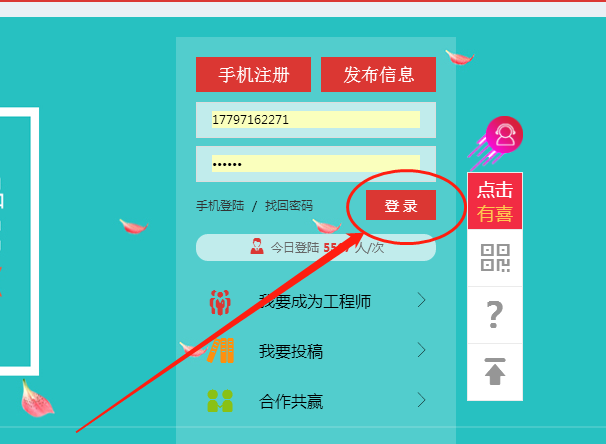 手机注册 发布信息
17797162271
••••••
手机登陆 / 找回密码 登录
今日登陆 55 7 人/次
我要成为工程师
我要投稿
合作共赢
点击
有喜
?